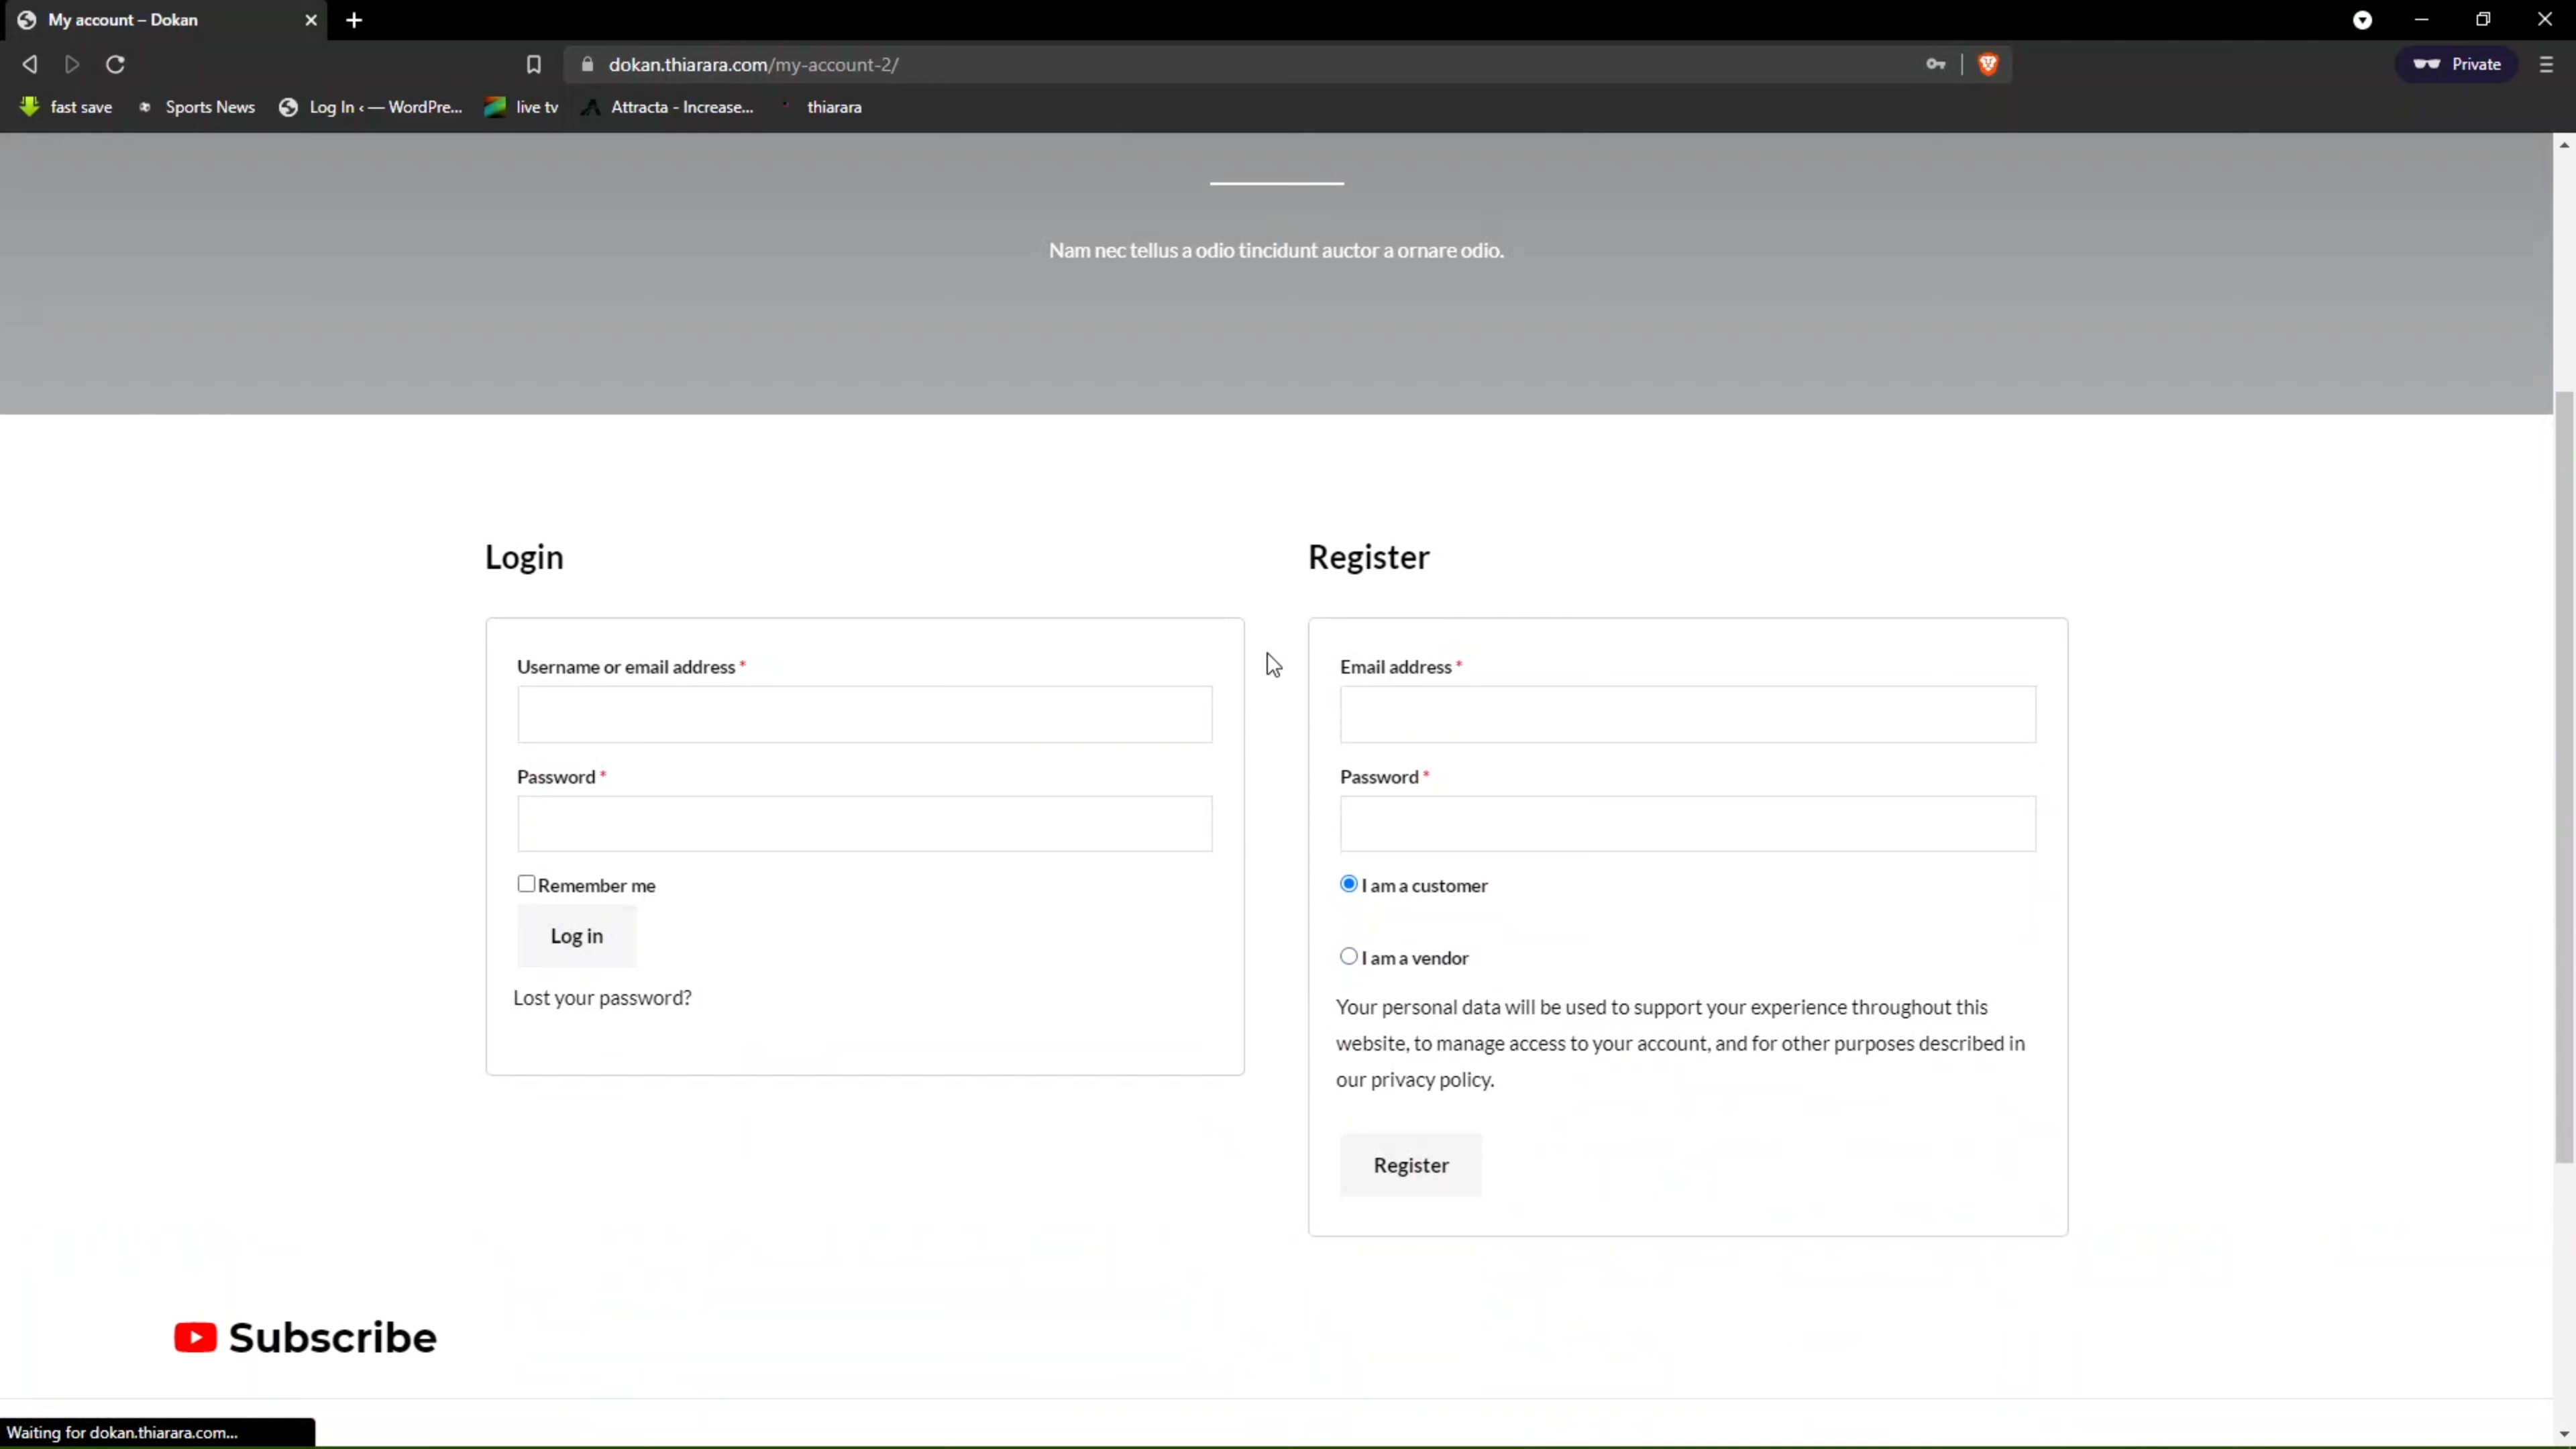 My account – Dokan
dokan.thiarara.com/my-account-2/
Private
fast save
Sports News
Log In ‹ — WordPre...
live tv
Attracta - Increase...
thiarara
Nam nec tellus a odio tincidunt auctor a ornare odio.
Login
Username or email address *
Password *
Remember me
Log in
Lost your password?
Register
Email address *
Password *
I am a customer
I am a vendor
Your personal data will be used to support your experience throughout this
website, to manage access to your account, and for other purposes described in
our privacy policy.
Register
Subscribe
Waiting for dokan.thiarara.com...